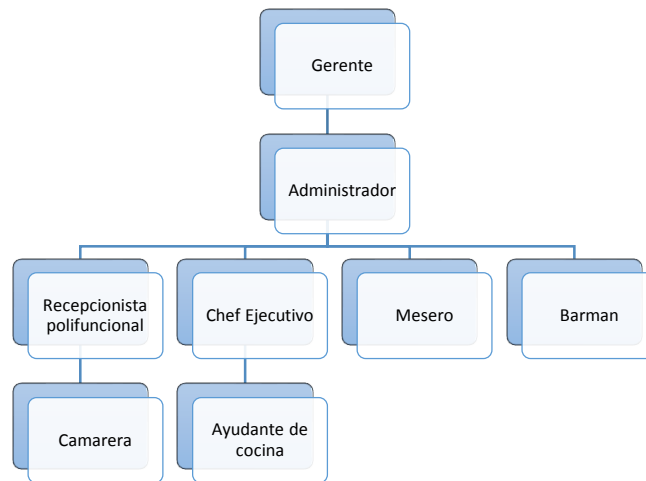 Gerente
Administrador
Recepcionista
polifuncional
Chef Ejecutivo
Mesero
Barman
Camarera
Ayudante de
cocina